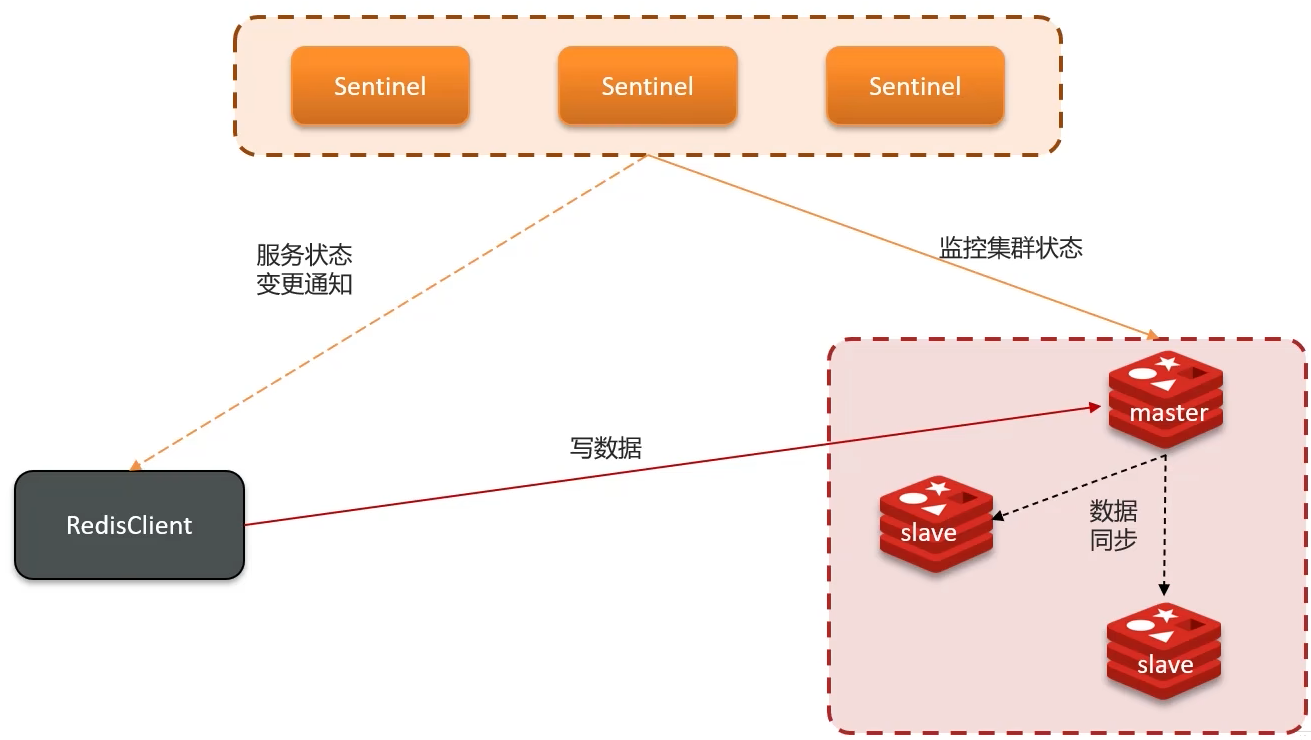 Sentinel
Sentinel
Sentinel
服务状态
变更通知
监控集群状态
master
写数据
RedisClient
slave
数据
同步
slave